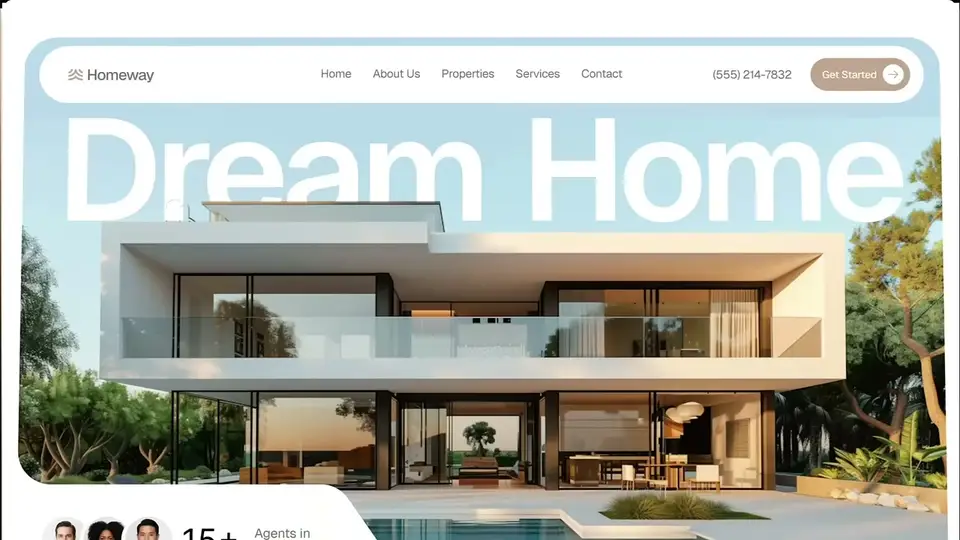 Homeway
Home About Us Properties Services Contact
(555) 214-7832
Get Started
Dream Home
15+
Agents in